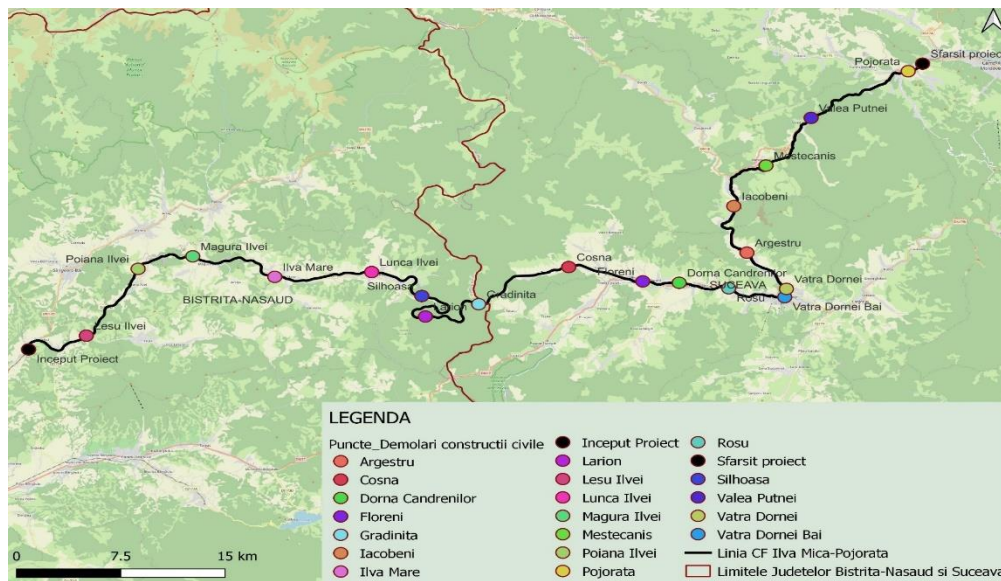 Sfarsit proiect
Pojorata
Valea Putnei
Mestecanis
Iacobeni
Argestru
Magura Ilvei
Poiana Ilvei
Lunca Ilvei
Ilva Mare
Silhoasa
BISTRITA-NASAUD
Larion
Gradinita
Cosna
Floreni
Dorna Candrenilor
SUCEAVA
Rosu
Vatra Dornei
Vatra Dornei Bai
Lesu Ilvei
Inceput Proiect
LEGENDA
Puncte_Demolari constructii civile
Argestru
Cosna
Dorna Candrenilor
Floreni
Gradinita
Iacobeni
Ilva Mare
Inceput Proiect
Larion
Lesu Ilvei
Lunca Ilvei
Magura Ilvei
Mestecanis
Poiana Ilvei
Pojorata
Rosu
Sfarsit proiect
Silhoasa
Valea Putnei
Vatra Dornei
Vatra Dornei Bai
Linia CF Ilva Mica-Pojorata
Limitele Judetelor Bistrita-Nasaud si Suceava
0 7.5 15 km